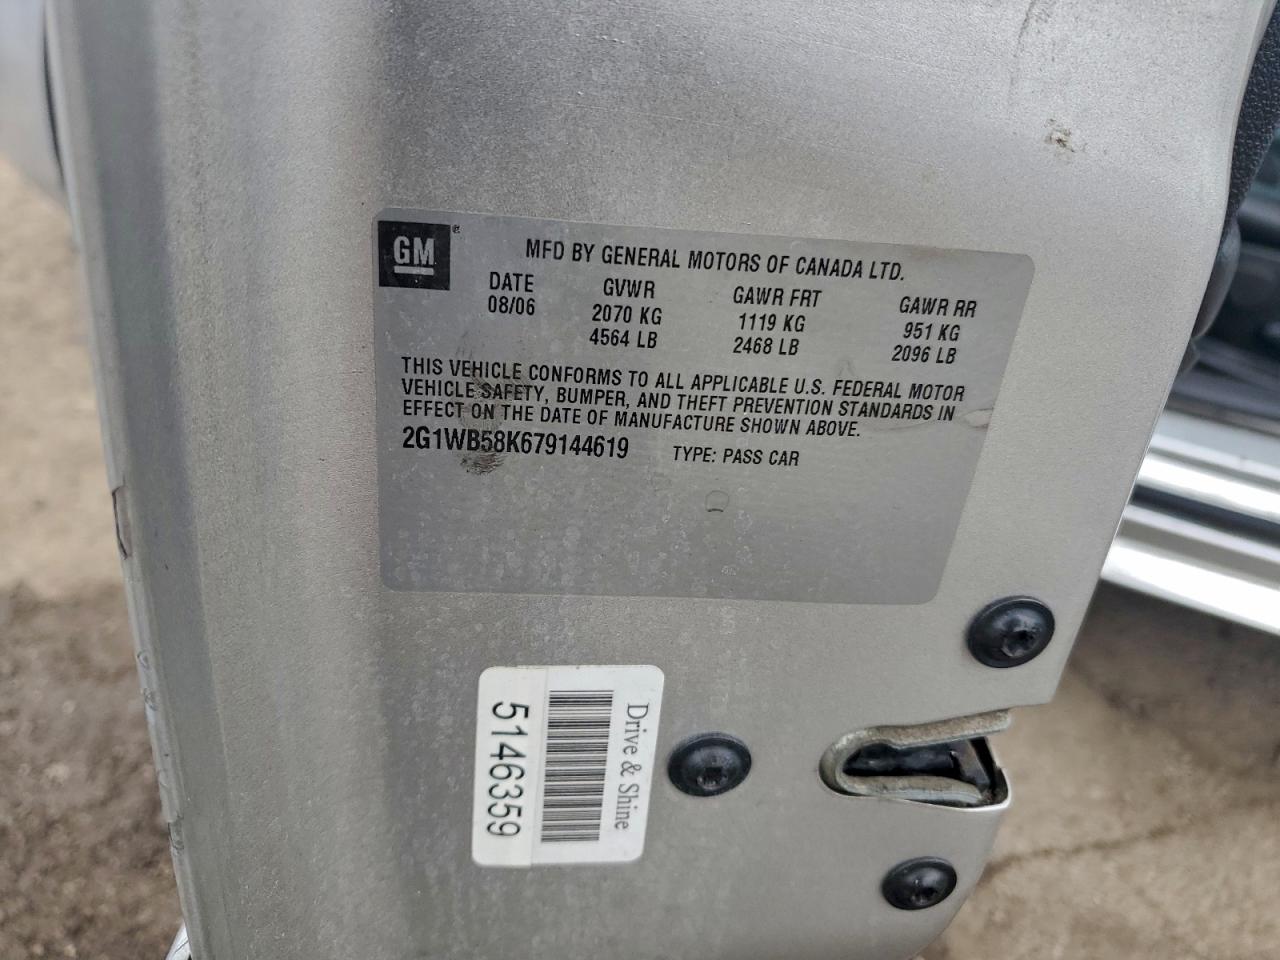 GM®
MFD BY GENERAL MOTORS OF CANADA LTD.
DATE GVWR GAWR FRT GAWR RR
08/06 2070 KG 1119 KG 951 KG
4564 LB 2468 LB 2096 LB
THIS VEHICLE CONFORMS TO ALL APPLICABLE U.S. FEDERAL MOTOR
VEHICLE SAFETY, BUMPER, AND THEFT PREVENTION STANDARDS IN
EFFECT ON THE DATE OF MANUFACTURE SHOWN ABOVE.
2G1WB58K679144619 TYPE: PASS CAR
Drive & Shine
5146359